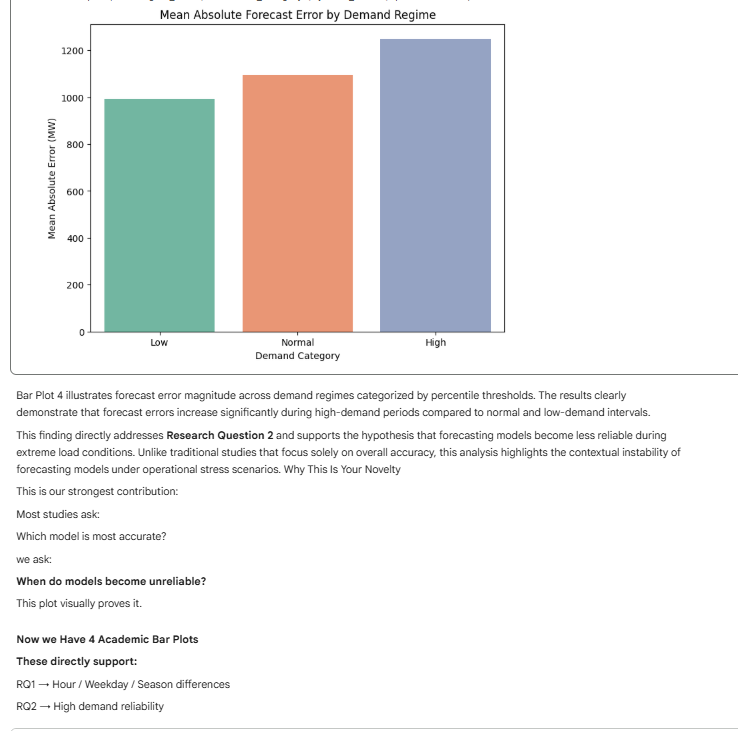 Mean Absolute Forecast Error by Demand Regime
1200
1000
800
600
400
200
0
Mean Absolute Error (MW)
Low
Normal
High
Demand Category
Bar Plot 4 illustrates forecast error magnitude across demand regimes categorized by percentile thresholds. The results clearly
demonstrate that forecast errors increase significantly during high-demand periods compared to normal and low-demand intervals.
This finding directly addresses Research Question 2 and supports the hypothesis that forecasting models become less reliable during
extreme load conditions. Unlike traditional studies that focus solely on overall accuracy, this analysis highlights the contextual instability of
forecasting models under operational stress scenarios. Why This Is Your Novelty
This is our strongest contribution:
Most studies ask:
Which model is most accurate?
we ask:
When do models become unreliable?
This plot visually proves it.
Now we Have 4 Academic Bar Plots
These directly support:
RQ1 → Hour / Weekday / Season differences
RQ2 → High demand reliability